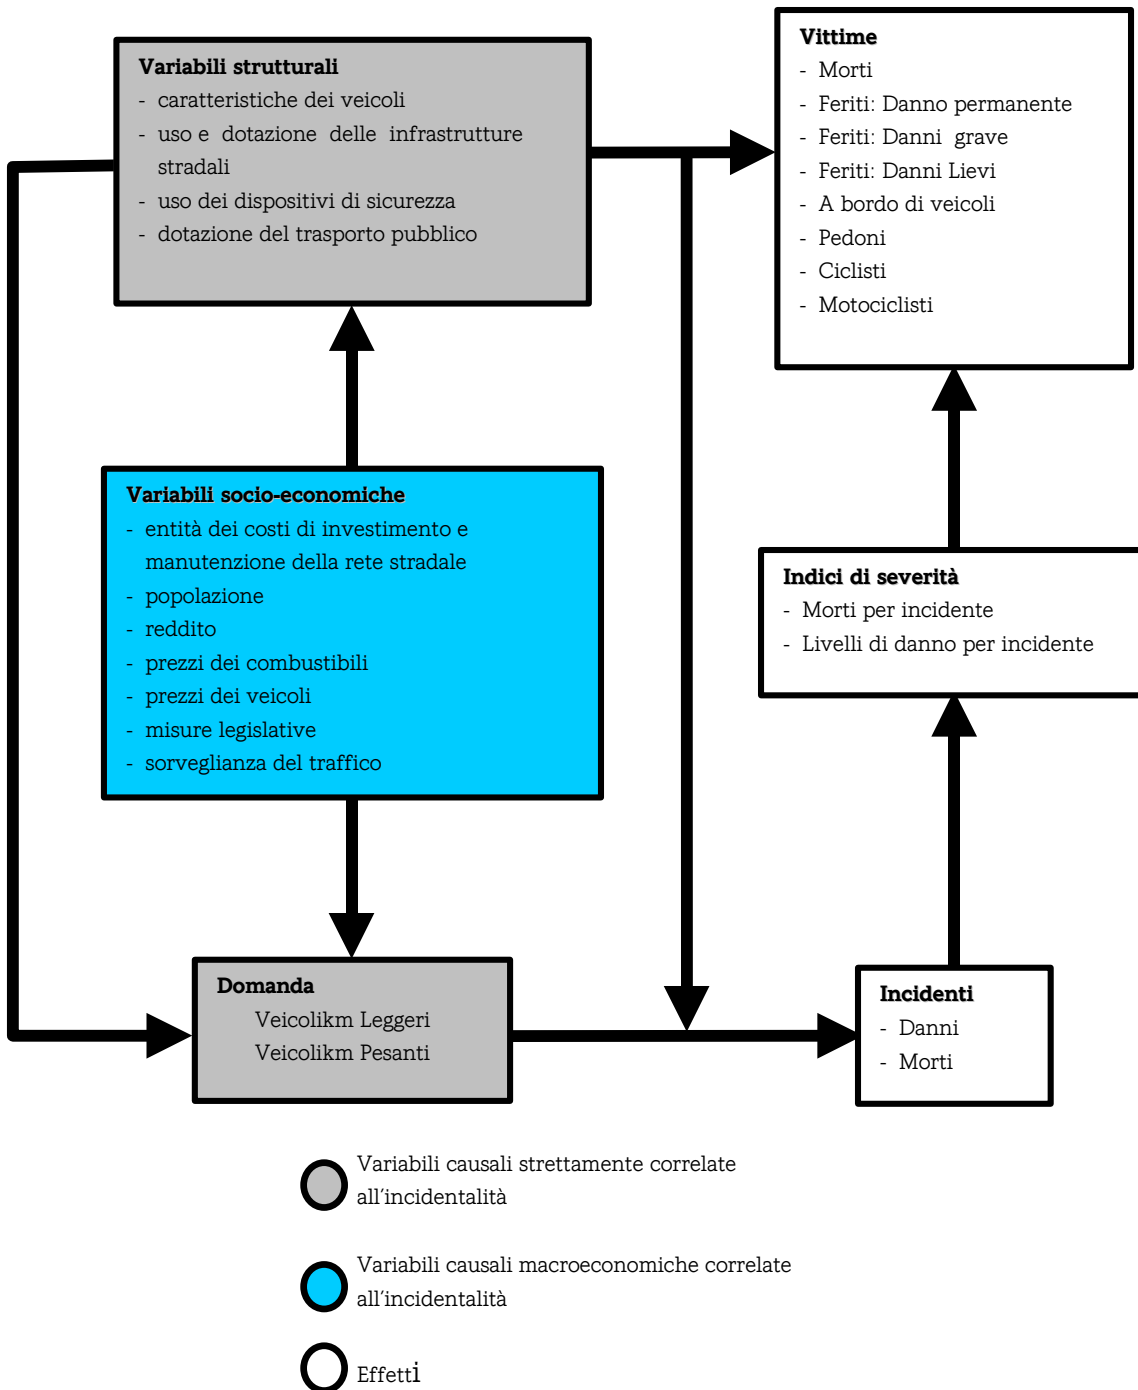 Variabili strutturali
- caratteristiche dei veicoli
- uso e dotazione delle infrastrutture
stradali
- uso dei dispositivi di sicurezza
- dotazione del trasporto pubblico
Vittime
- Morti
- Feriti: Danno permanente
- Feriti: Danni grave
- Feriti: Danni Lievi
- A bordo di veicoli
- Pedoni
- Ciclisti
- Motociclisti
Variabili socio-economiche
- entità dei costi di investimento e
manutenzione della rete stradale
- popolazione
- reddito
- prezzi dei combustibili
- prezzi dei veicoli
- misure legislative
- sorveglianza del traffico
Indici di severità
- Morti per incidente
- Livelli di danno per incidente
Domanda
Veicolikm Leggeri
Veicolikm Pesanti
Incidenti
- Danni
- Morti
Variabili causali strettamente correlate
all'incidentalità
Variabili causali macroeconomiche correlate
all'incidentalità
Effetti